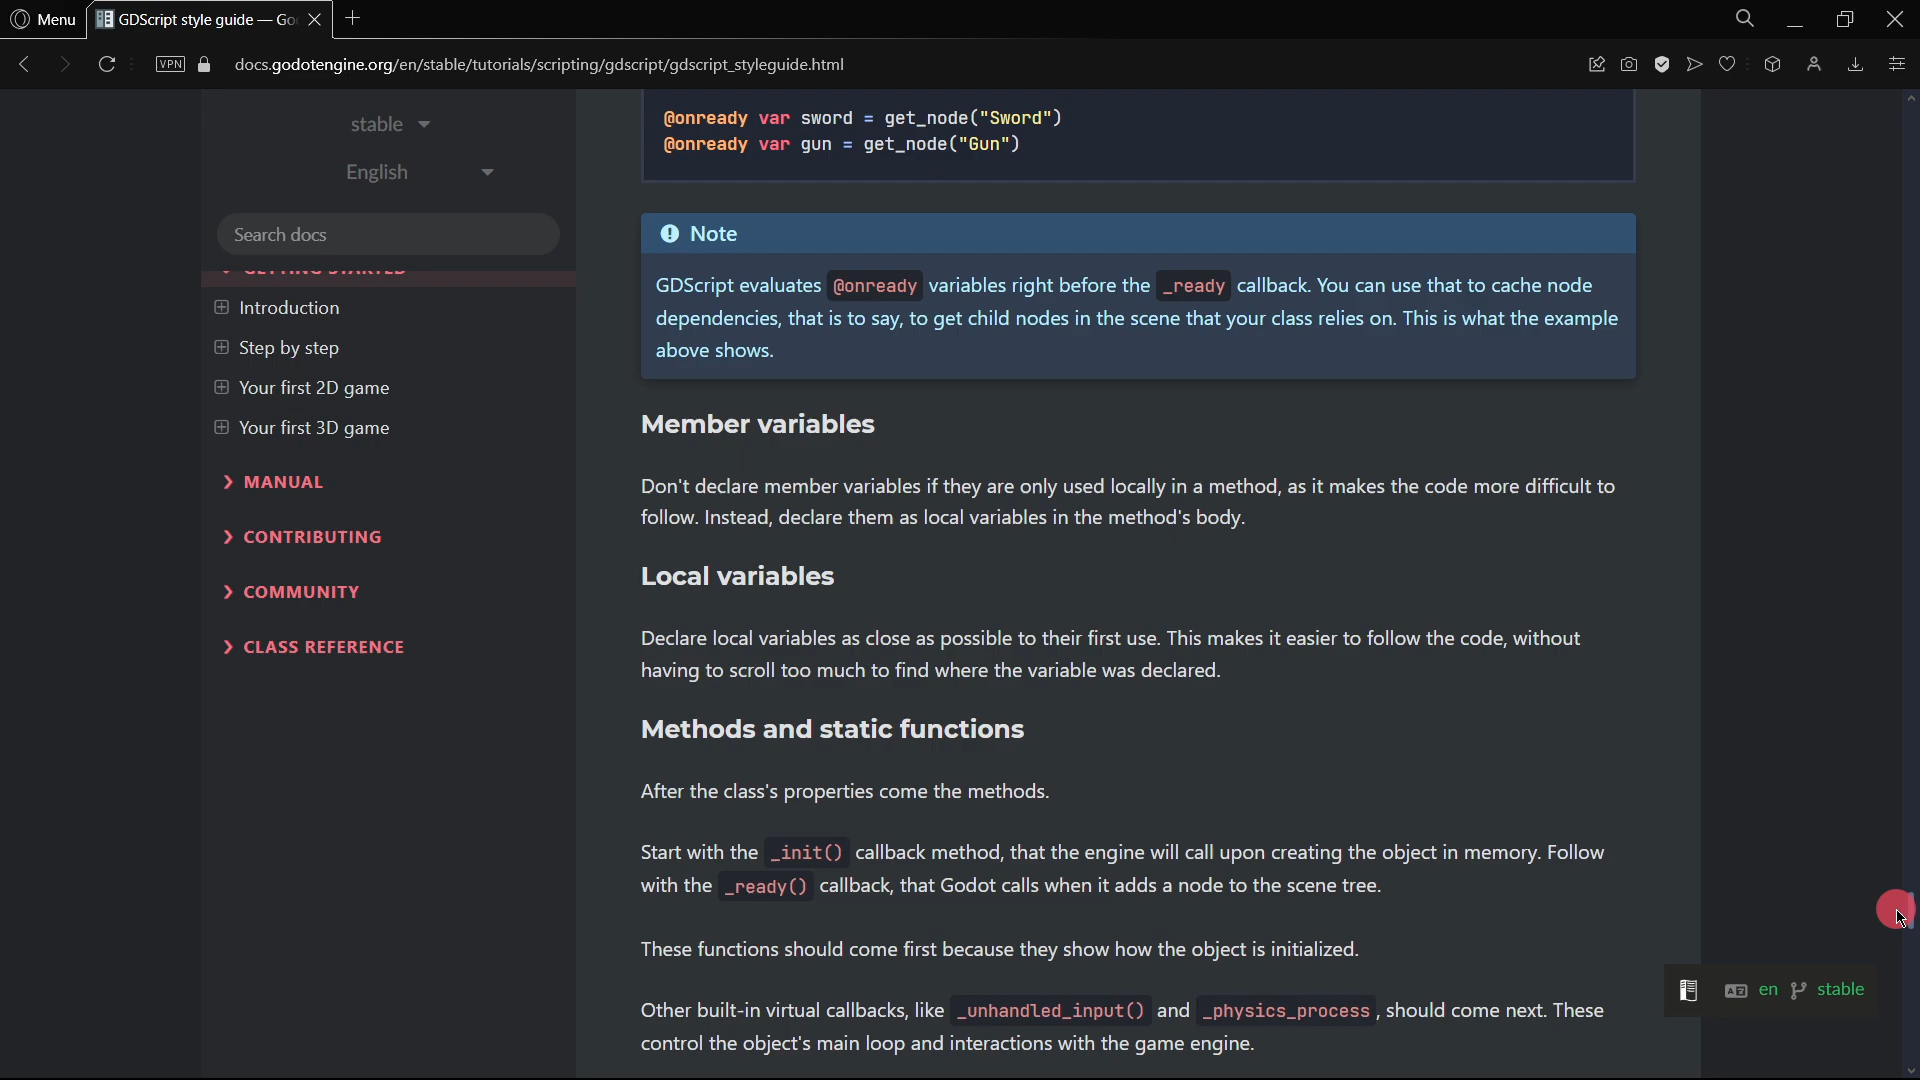 Menu
GDScript style guide — Go
VPN
docs.godotengine.org/en/stable/tutorials/scripting/gdscript/gdscript_styleguide.html
stable
English
Search docs
GETTING STARTED
Introduction
Step by step
Your first 2D game
Your first 3D game
MANUAL
CONTRIBUTING
COMMUNITY
CLASS REFERENCE
@onready var sword = get_node("Sword")
@onready var gun = get_node("Gun")
Note
GDScript evaluates @onready variables right before the _ready callback. You can use that to cache node
dependencies, that is to say, to get child nodes in the scene that your class relies on. This is what the example
above shows.
Member variables
Don't declare member variables if they are only used locally in a method, as it makes the code more difficult to
follow. Instead, declare them as local variables in the method's body.
Local variables
Declare local variables as close as possible to their first use. This makes it easier to follow the code, without
having to scroll too much to find where the variable was declared.
Methods and static functions
After the class's properties come the methods.
Start with the _init() callback method, that the engine will call upon creating the object in memory. Follow
with the _ready() callback, that Godot calls when it adds a node to the scene tree.
These functions should come first because they show how the object is initialized.
Other built-in virtual callbacks, like _unhandled_input() and _physics_process, should come next. These
control the object's main loop and interactions with the game engine.
en stable